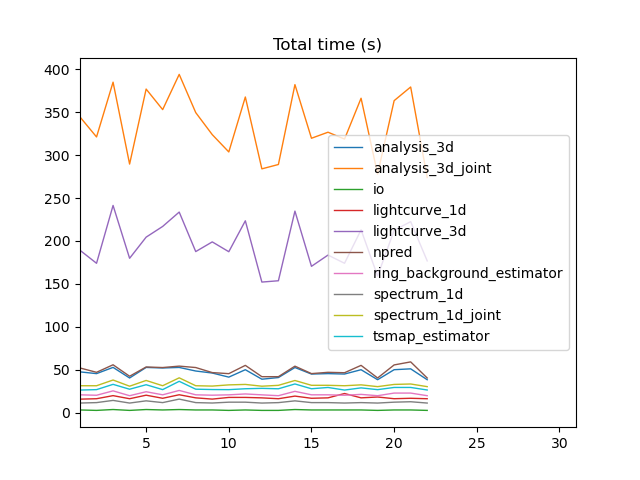 Total time (s)
400
350
300
250
200
150
100
50
0
analysis_3d
analysis_3d_joint
io
lightcurve_1d
lightcurve_3d
npred
ring_background_estimator
spectrum_1d
spectrum_1d_joint
tsmap_estimator
5 10 15 20 25 30